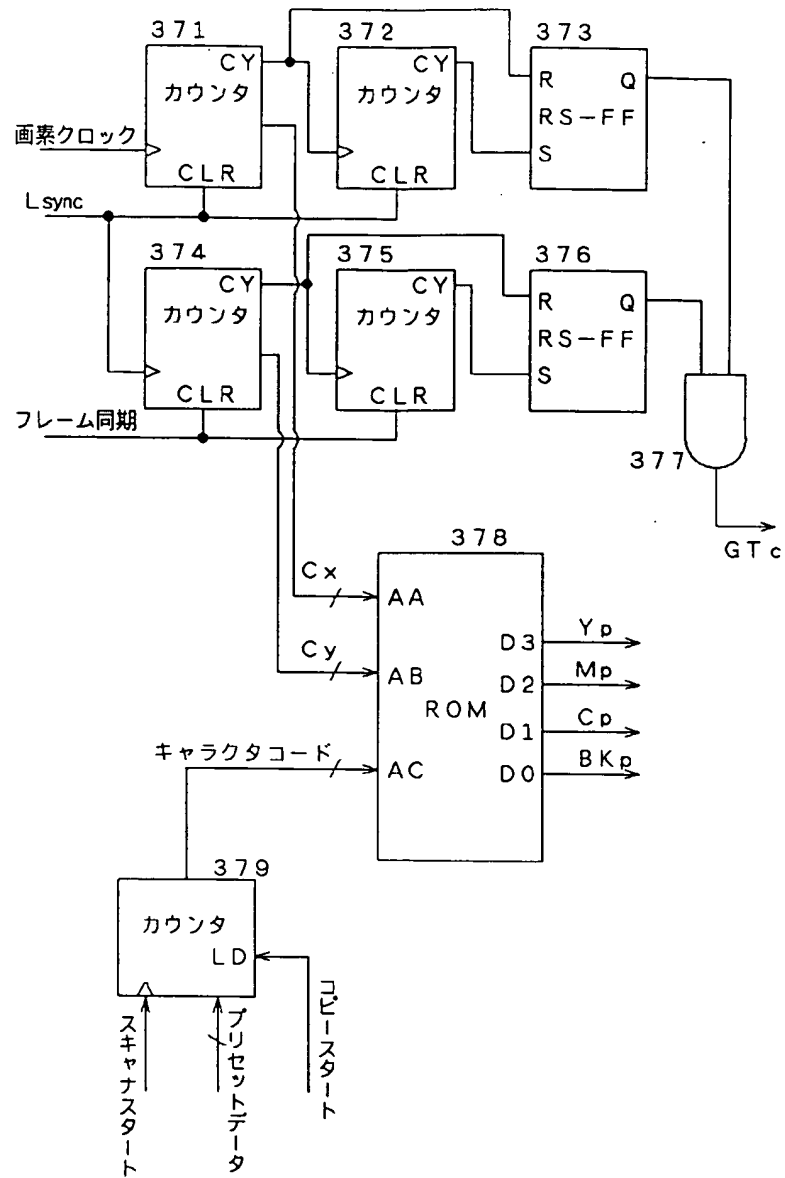 371
CY
カウンタ
CLR
372
CY
カウンタ
CLR
373
R
Q
RS-FF
S
画素クロック
Lsync
374
CY
カウンタ
CLR
375
CY
カウンタ
CLR
376
R
Q
RS-FF
S
フレーム同期
377
GTc
378
Cx
AA
Cy
AB
ROM
キャラクタコード
AC
D3
Yp
D2
Mp
D1
Cp
D0
BKp
379
カウンタ
LD
スキャナスタート
プリセットデータ
コピースタート